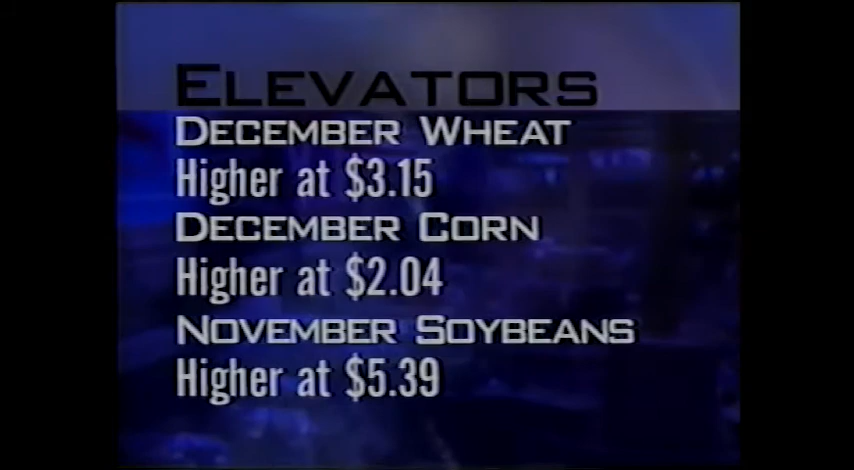 ELEVATORS
DECEMBER WHEAT
Higher at $3.15
DECEMBER CORN
Higher at $2.04
NOVEMBER SOYBEANS
Higher at $5.39